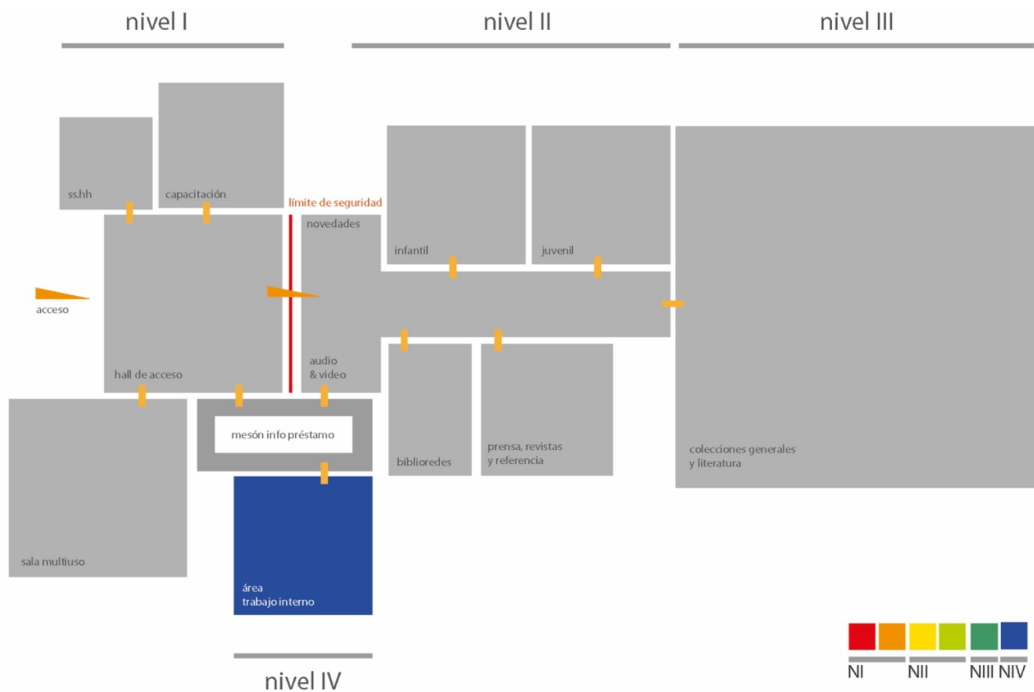 nivel I
nivel II
nivel III
ss.hh
capacitación
límite de seguridad
novedades
infantil
juvenil
acceso
hall de acceso
audio
& video
mesón info préstamo
biblioredes
prensa, revistas
y referencia
colecciones generales
y literatura
sala multiuso
área
trabajo interno
nivel IV
NI
NII
NIII
NIV